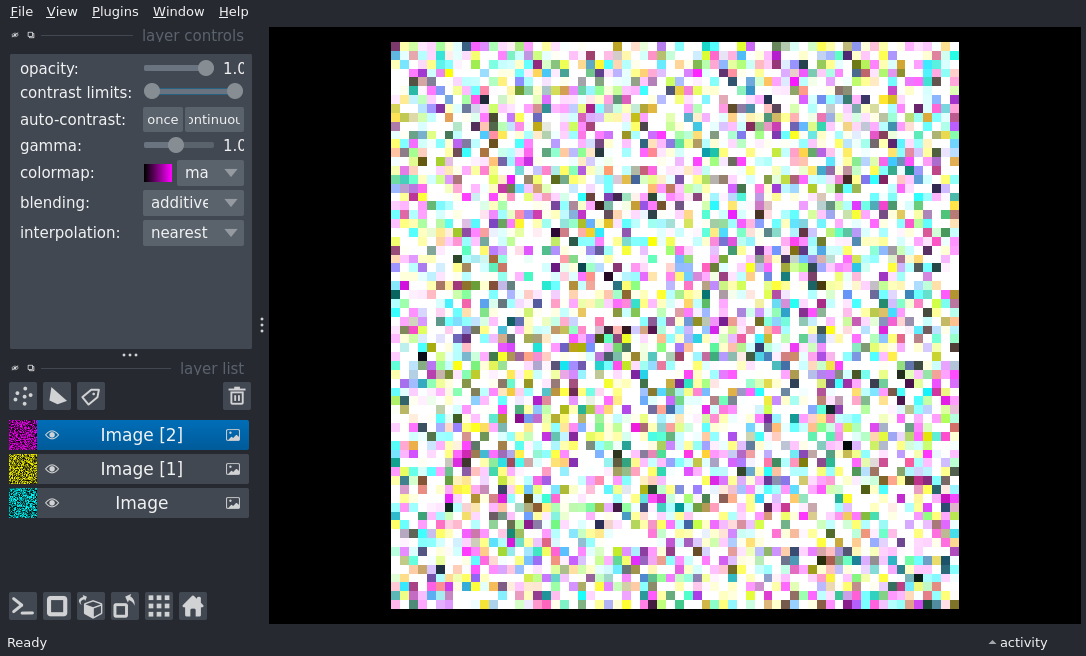 File View Plugins Window Help
layer controls
opacity: 1.0
contrast limits:
auto-contrast: once ontinuou
gamma: 1.0
colormap: ma
blending: additive
interpolation: nearest
layer list
Image [2]
Image [1]
Image
Ready
activity